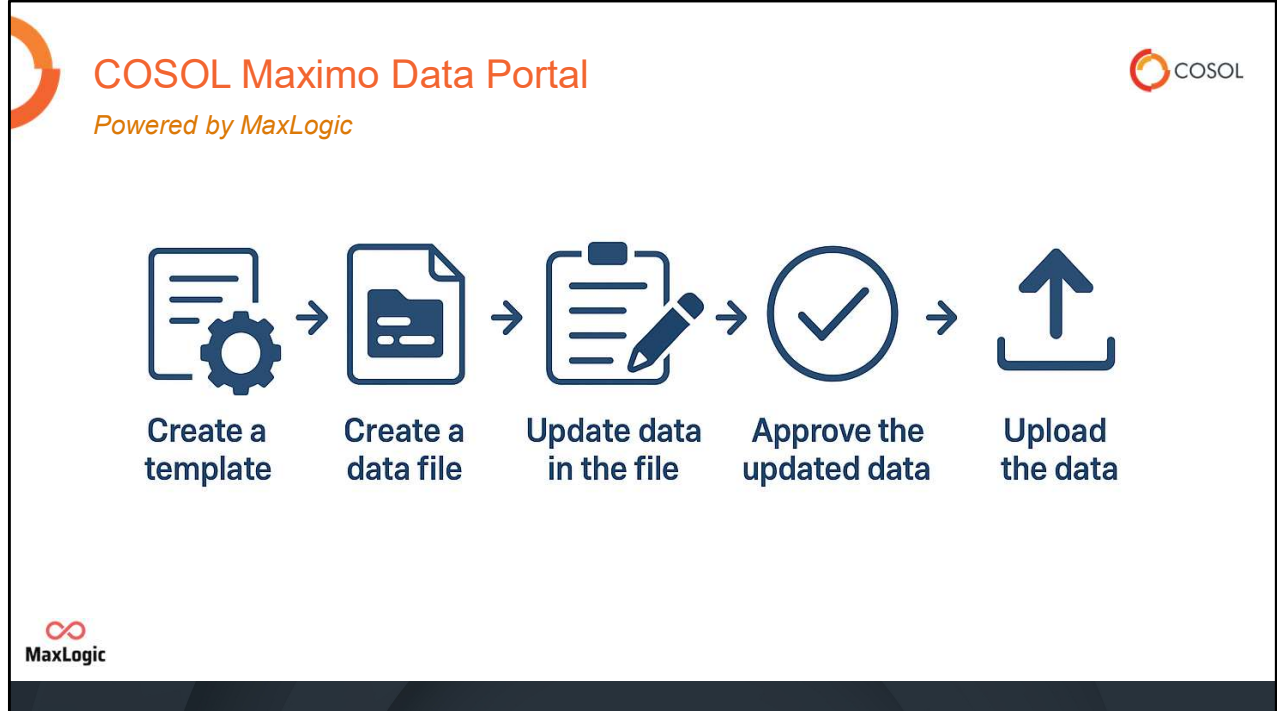 COSOL Maximo Data Portal
COSOL
Powered by MaxLogic
Create a
template
Create a
data file
Update data
in the file
Approve the
updated data
Upload
the data
MaxLogic